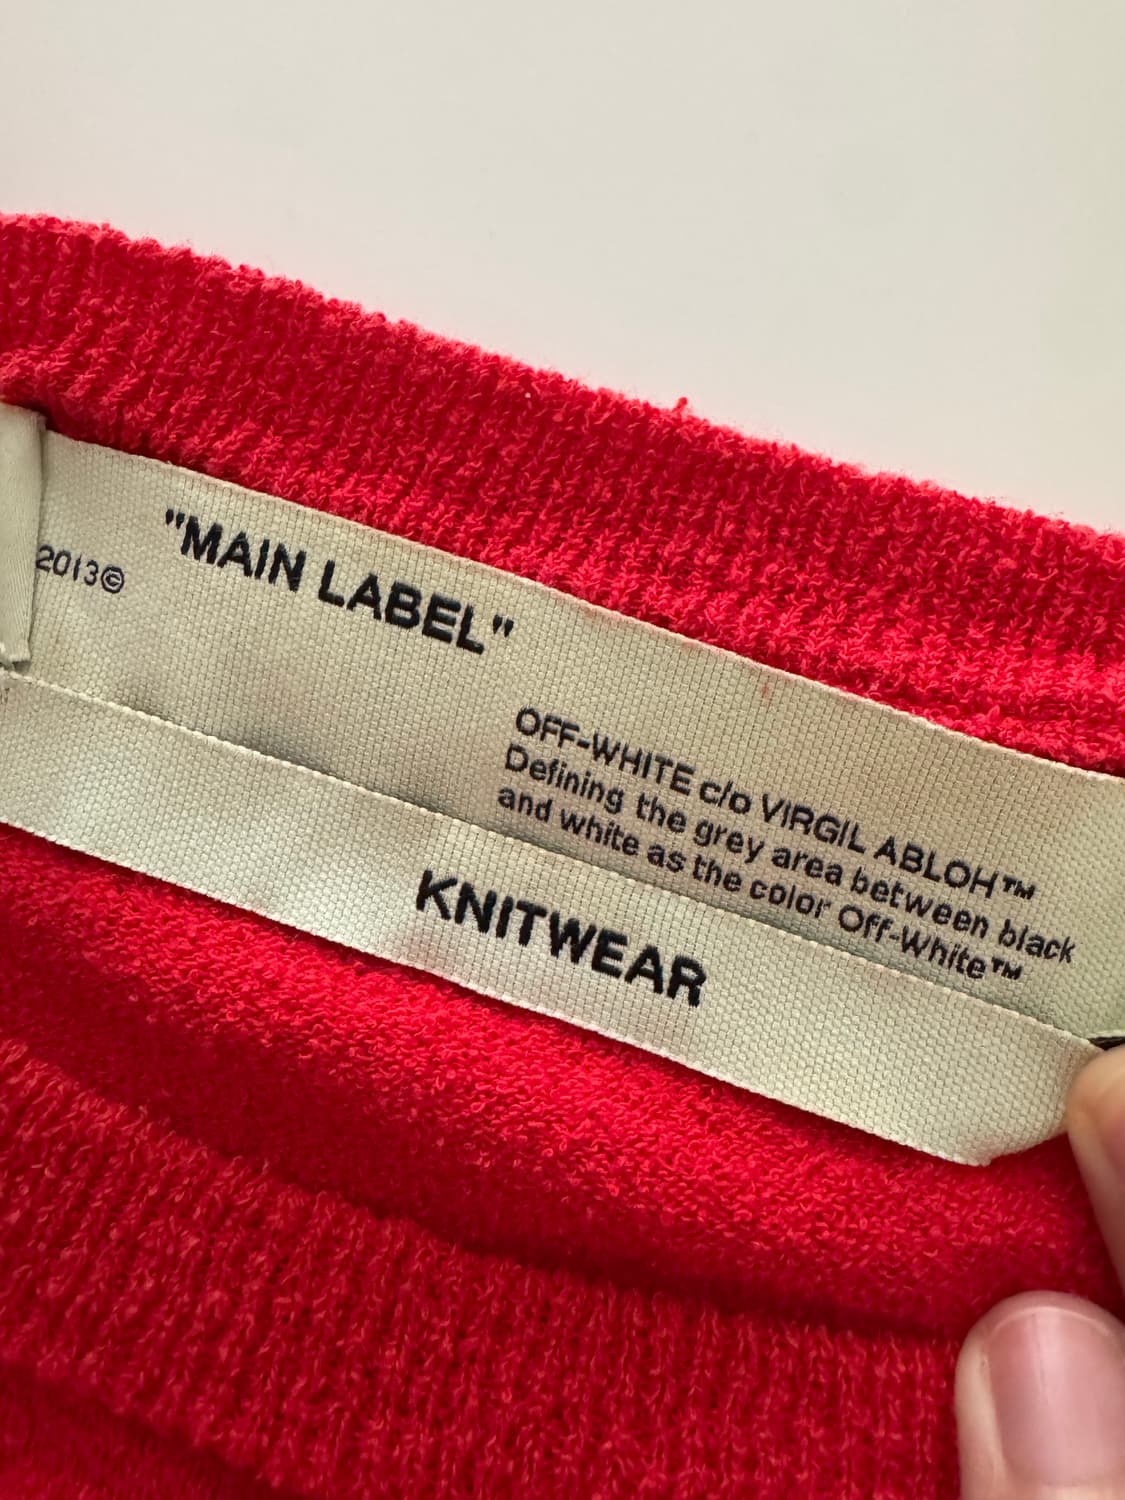 "MAIN LABEL"
2013©
OFF-WHITE c/o VIRGIL ABLOH™
Defining the grey area between black
and white as the color Off-White™
KNITWEAR